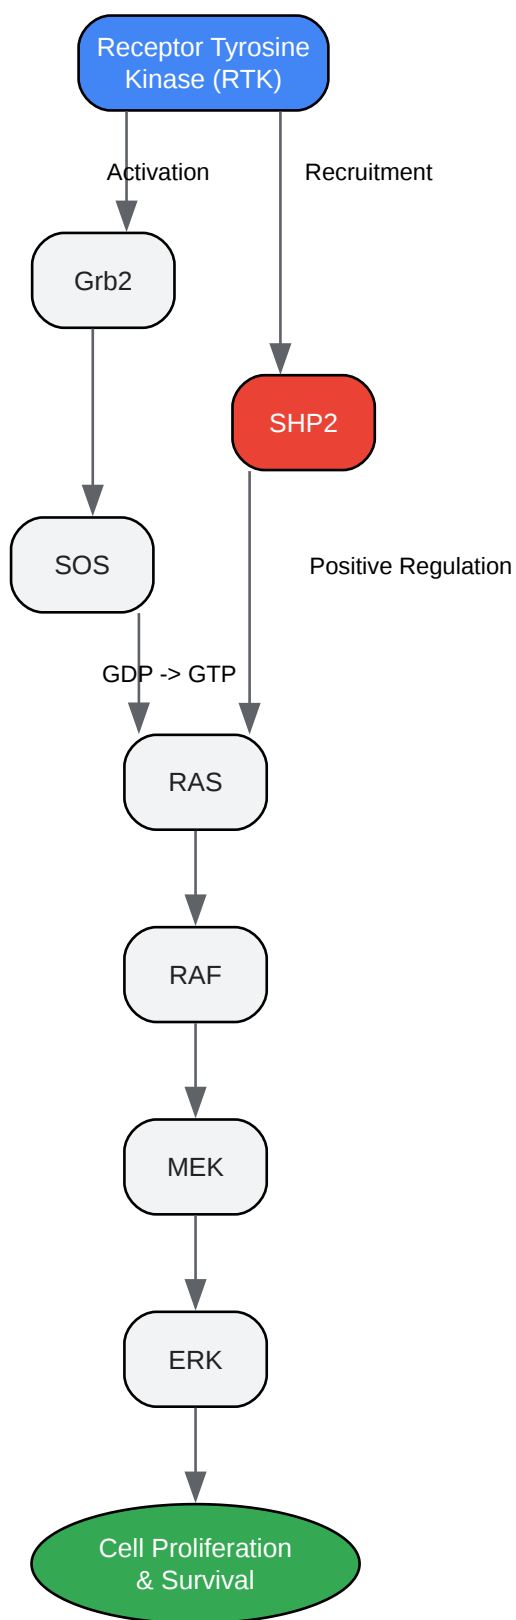 Receptor Tyrosine
Kinase (RTK)
Activation
Recruitment
Grb2
SHP2
SOS
Positive Regulation
GDP -> GTP
RAS
RAF
MEK
ERK
Cell Proliferation
& Survival